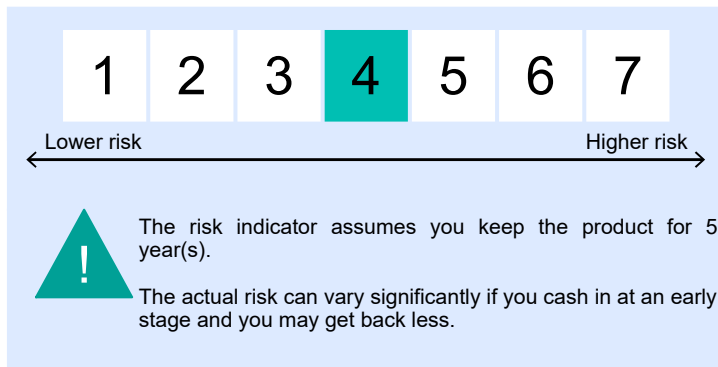 1 2 3 4 5 6 7
Lower risk Higher risk
!
The risk indicator assumes you keep the product for 5
year(s).
The actual risk can vary significantly if you cash in at an early
stage and you may get back less.